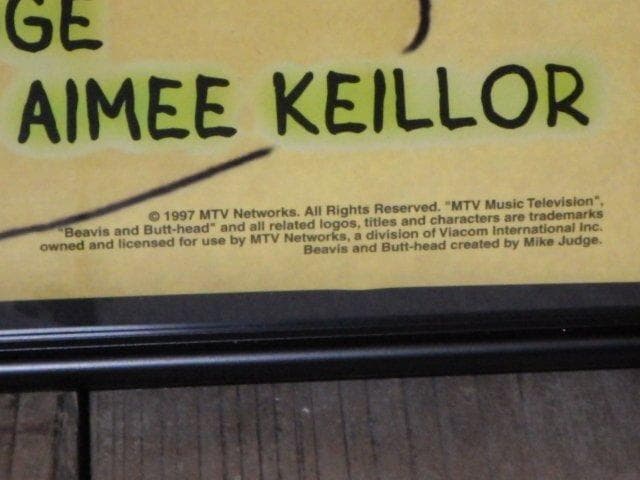 GE
AIMEE KEILLOR
© 1997 MTV Networks. All Rights Reserved. "MTV Music Television",
"Beavis and Butt-head" and all related logos, titles and characters are trademarks
owned and licensed for use by MTV Networks, a division of Viacom International Inc.
Beavis and Butt-head created by Mike Judge.